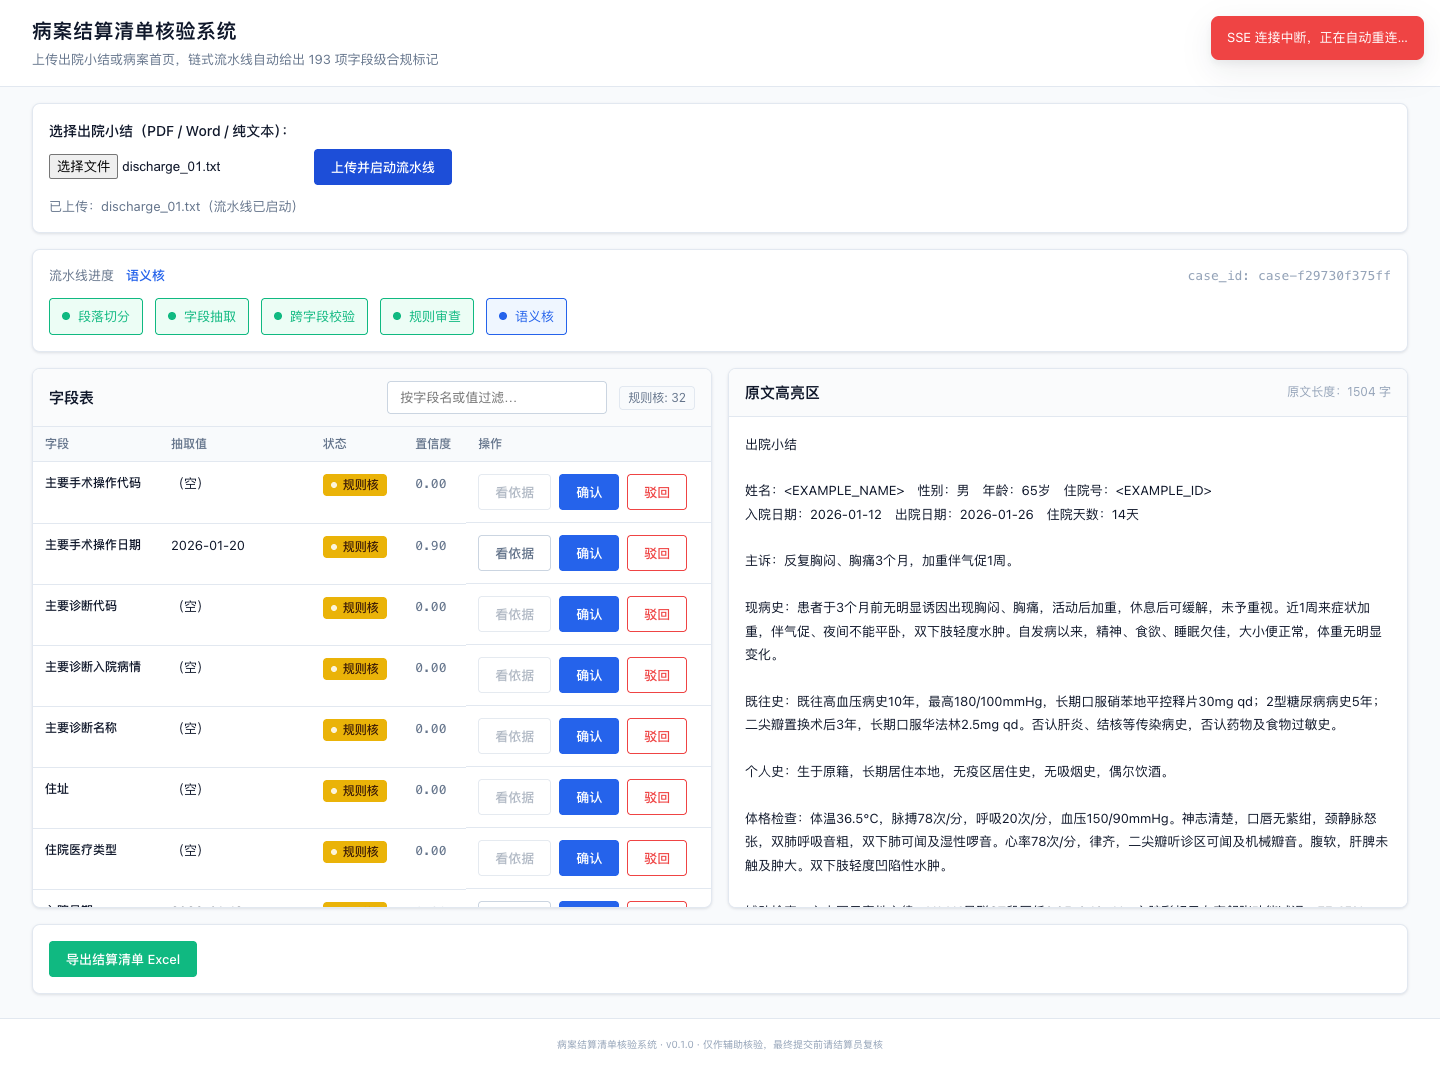 病案结算清单核验系统
上传出院小结或病案首页，链式流水线自动给出 193 项字段级合规标记
SSE 连接中断，正在自动重连...
选择出院小结（PDF / Word / 纯文本）：
选择文件 discharge_01.txt 上传并启动流水线
已上传：discharge_01.txt（流水线已启动）
流水线进度 语义核 case_id: case-f29730f375ff
段落切分 字段抽取 跨字段校验 规则审查 语义核
字段表 按字段名或值过滤... 规则核: 32
字段 抽取值 状态 置信度 操作
主要手术操作代码 （空） 规则核 0.00 看依据 确认 驳回
主要手术操作日期 2026-01-20 规则核 0.90 看依据 确认 驳回
主要诊断代码 （空） 规则核 0.00 看依据 确认 驳回
主要诊断入院病情 （空） 规则核 0.00 看依据 确认 驳回
主要诊断名称 （空） 规则核 0.00 看依据 确认 驳回
住址 （空） 规则核 0.00 看依据 确认 驳回
住院医疗类型 （空） 规则核 0.00 看依据 确认 驳回
原文高亮区 原文长度：1504 字
出院小结
姓名：<EXAMPLE_NAME> 性别：男 年龄：65岁 住院号：<EXAMPLE_ID>
入院日期：2026-01-12 出院日期：2026-01-26 住院天数：14天
主诉：反复胸闷、胸痛3个月，加重伴气促1周。
现病史：患者于3个月前无明显诱因出现胸闷、胸痛，活动后加重，休息后可缓解，未予重视。近1周来症状加
重，伴气促、夜间不能平卧，双下肢轻度水肿。自发病以来，精神、食欲、睡眠欠佳，大小便正常，体重无明显
变化。
既往史：既往高血压病史10年，最高180/100mmHg，长期口服硝苯地平控释片30mg qd；2型糖尿病病史5年；
二尖瓣置换术后3年，长期口服华法林2.5mg qd。否认肝炎、结核等传染病史，否认药物及食物过敏史。
个人史：生于原籍，长期居住本地，无疫区居住史，无吸烟史，偶尔饮酒。
体格检查：体温36.5°C，脉搏78次/分，呼吸20次/分，血压150/90mmHg。神志清楚，口唇无紫绀，颈静脉怒
张，双肺呼吸音粗，双下肺可闻及湿性啰音。心率78次/分，律齐，二尖瓣听诊区可闻及机械瓣音。腹软，肝脾未
触及肿大。双下肢轻度凹陷性水肿。
导出结算清单 Excel
病案结算清单核验系统 · v0.1.0 · 仅作辅助核验，最终提交前请结算员复核